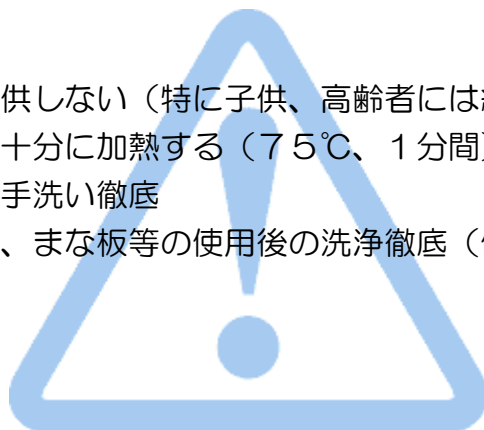 供しない（特に子供、高齢者には
十分に加熱する（７５℃、１分間
手洗い徹底
、まな板等の使用後の洗浄徹底（